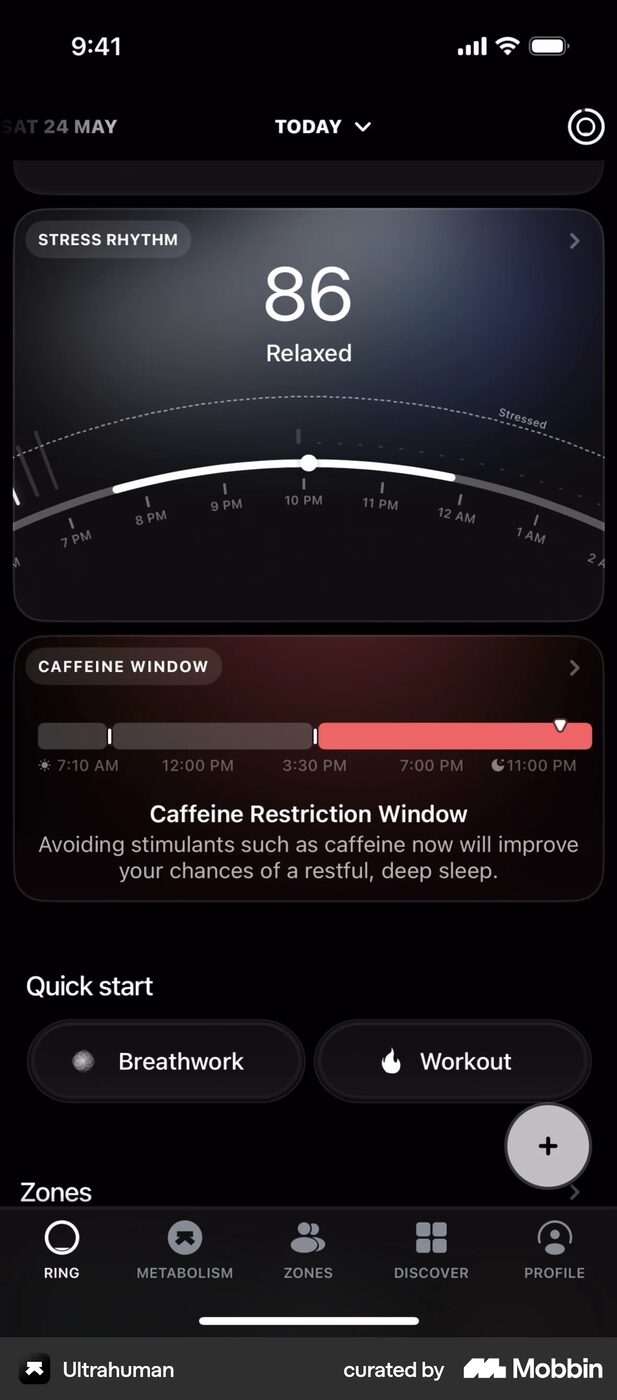 9:41
SAT 24 MAY
TODAY
STRESS RHYTHM
86
Relaxed
Stressed
7 PM
8 PM
9 PM
10 PM
11 PM
12 AM
1 AM
CAFFEINE WINDOW
7:10 AM
12:00 PM
3:30 PM
7:00 PM
11:00 PM
Caffeine Restriction Window
Avoiding stimulants such as caffeine now will improve
your chances of a restful, deep sleep.
Quick start
Breathwork
Workout
+
Zones
RING
METABOLISM
ZONES
DISCOVER
PROFILE
Ultrahuman
curated by
Mobbin